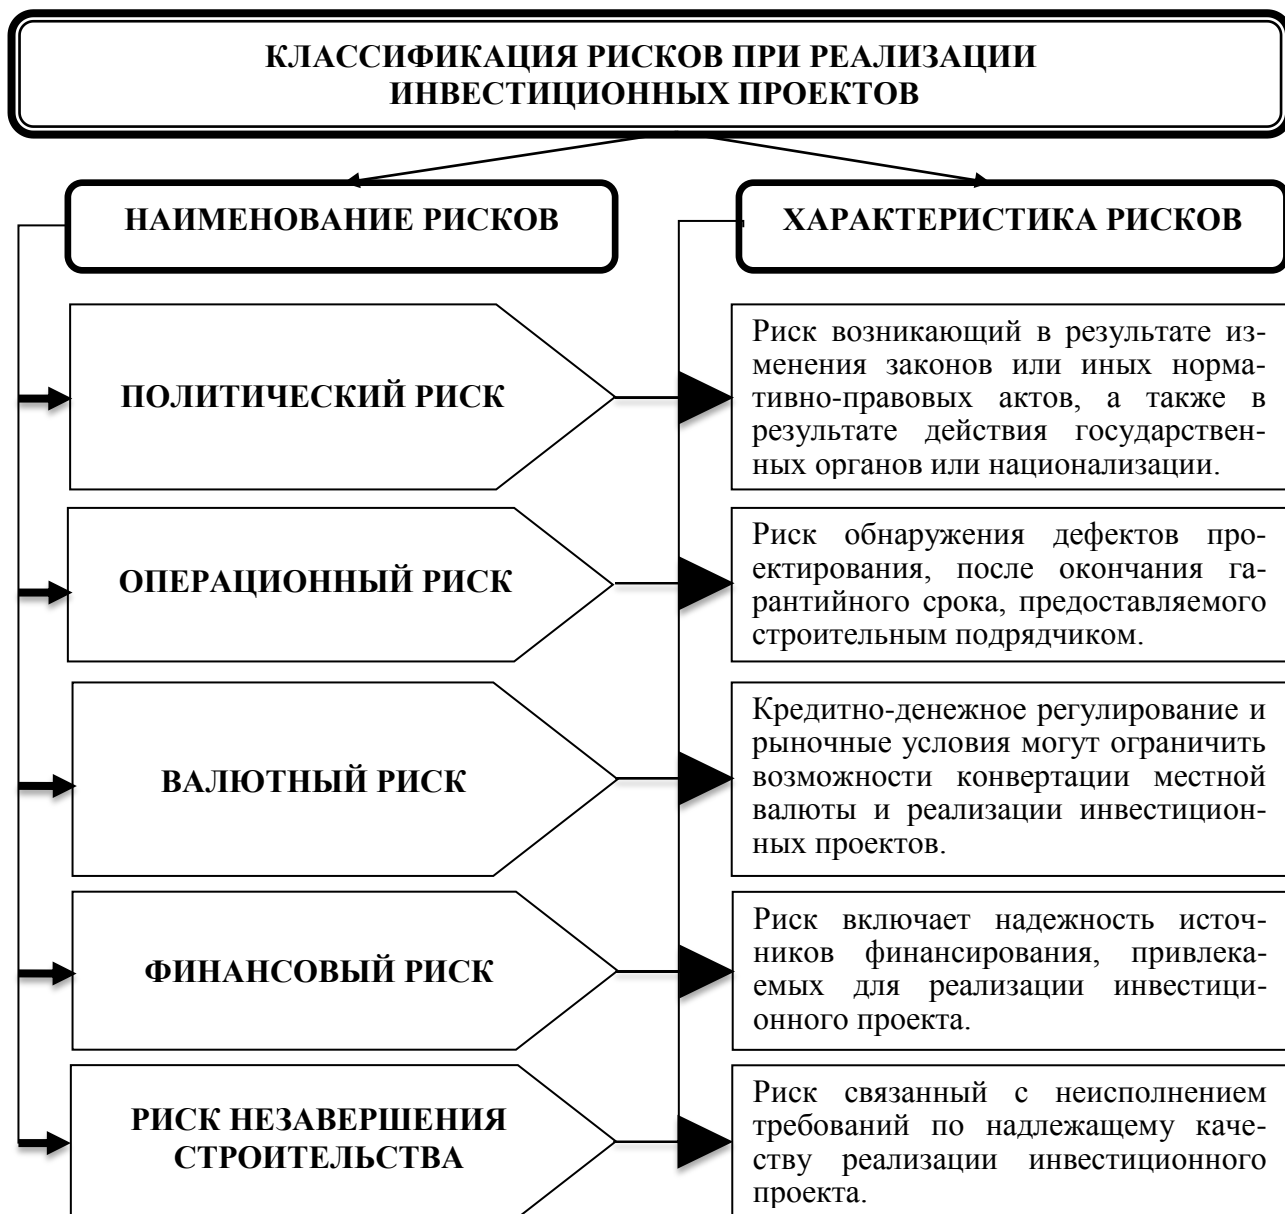 КЛАССИФИКАЦИЯ РИСКОВ ПРИ РЕАЛИЗАЦИИ
ИНВЕСТИЦИОННЫХ ПРОЕКТОВ
НАИМЕНОВАНИЕ РИСКОВ
ХАРАКТЕРИСТИКА РИСКОВ
ПОЛИТИЧЕСКИЙ РИСК
Риск возникающий в результате из-
менения законов или иных норма-
тивно-правовых актов, а также в
результате действия государствен-
ных органов или национализации.
ОПЕРАЦИОННЫЙ РИСК
Риск обнаружения дефектов про-
ектирования, после окончания га-
рантийного срока, предоставляемого
строительным подрядчиком.
ВАЛЮТНЫЙ РИСК
Кредитно-денежное регулирование и
рыночные условия могут ограничить
возможности конвертации местной
валюты и реализации инвестицион-
ных проектов.
ФИНАНСОВЫЙ РИСК
Риск включает надежность источ-
ников финансирования, привлека-
емых для реализации инвестици-
онного проекта.
РИСК НЕЗАВЕРШЕНИЯ
СТРОИТЕЛЬСТВА
Риск связанный с неисполнением
требований по надлежащему каче-
ству реализации инвестиционного
проекта.